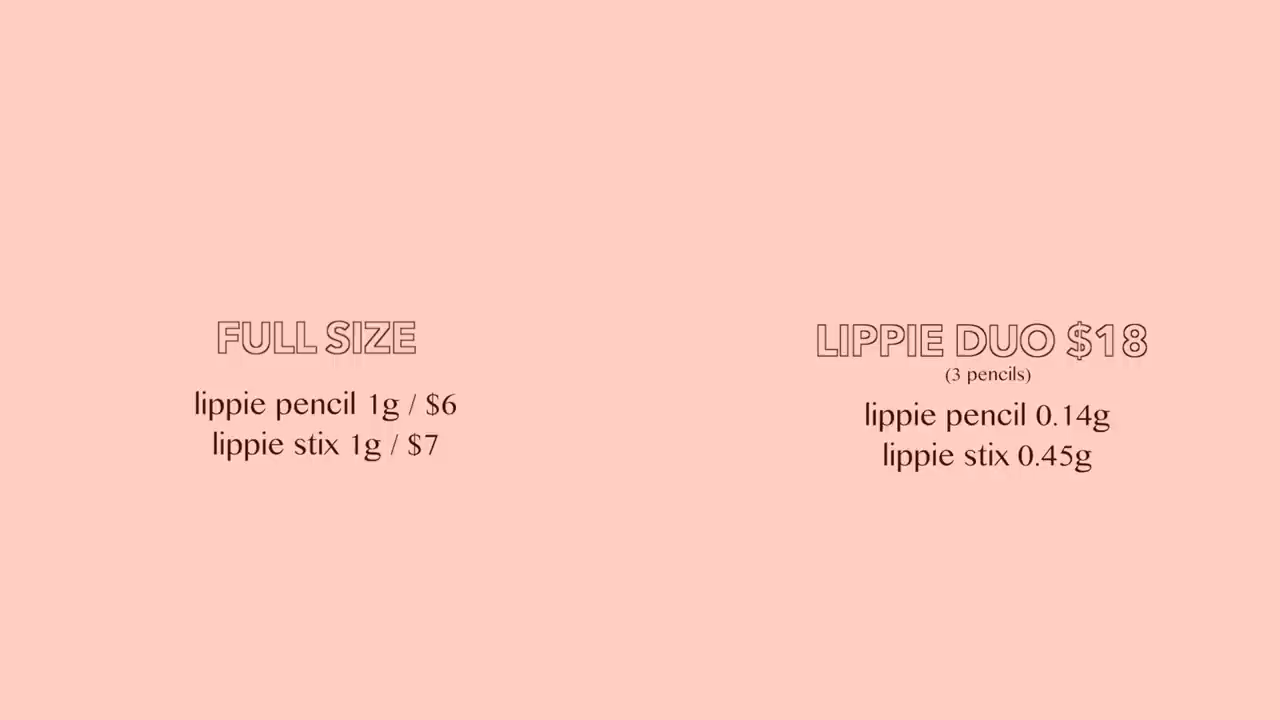 FULL SIZE
lippie pencil 1g / $6
lippie stix 1g / $7
LIPPIE DUO $18
(3 pencils)
lippie pencil 0.14g
lippie stix 0.45g